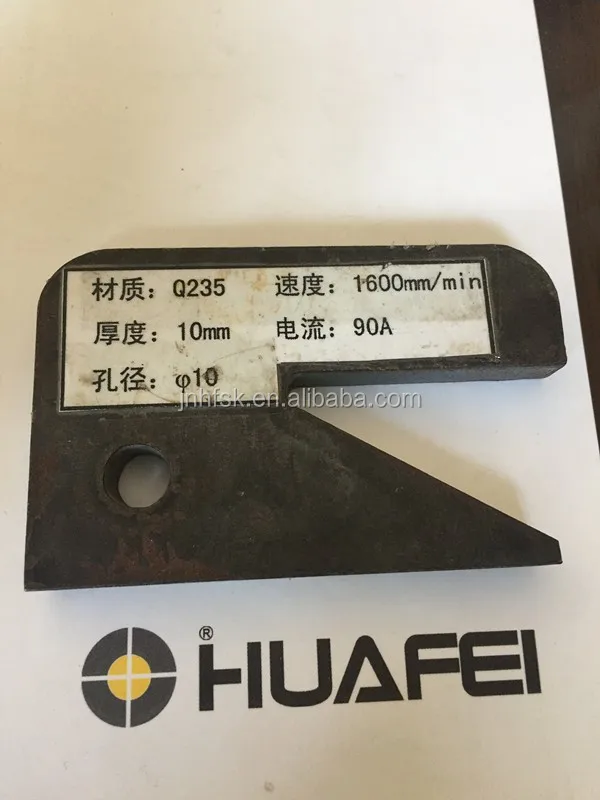 材质：Q235 速度：1600mm/min
厚度：10mm 电流：90A
孔径：φ10
jnhfsk.en.alibaba.com
® HUAFEI